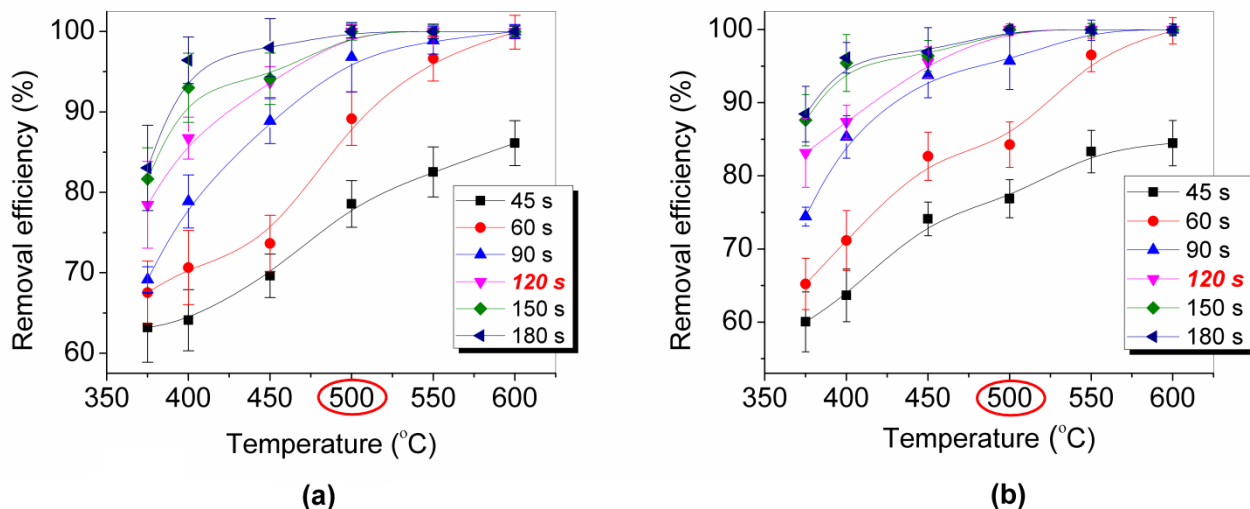 Removal efficiency (%)
100
90
80
70
60
45 s
60 s
90 s
120 s
150 s
180 s
350 400 450 500 550 600
Temperature (°C)
(a)
Removal efficiency (%)
100
90
80
70
60
45 s
60 s
90 s
120 s
150 s
180 s
350 400 450 500 550 600
Temperature (°C)
(b)